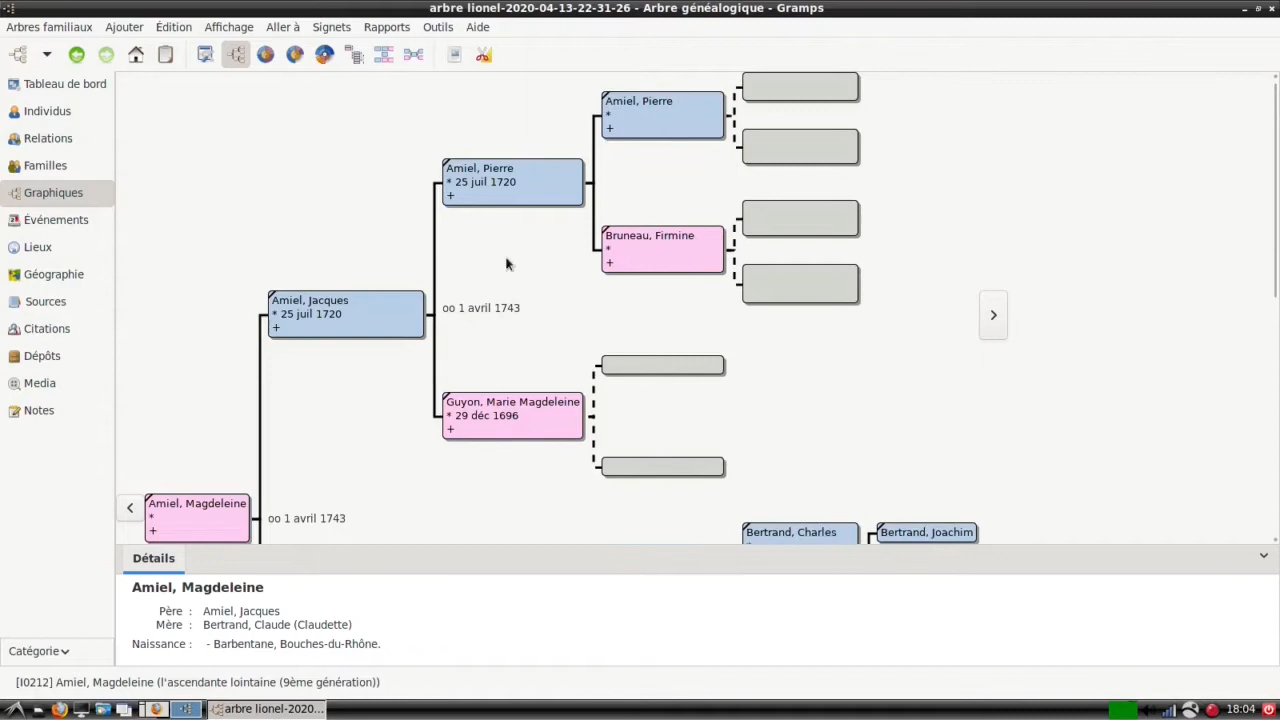 arbre lionel-2020-04-13-22-31-26 - Arbre généalogique - Gramps
Arbres familiaux Ajouter Édition Affichage Aller à Signets Rapports Outils Aide
Tableau de bord
Individus
Relations
Familles
Graphiques
Événements
Lieux
Géographie
Sources
Citations
Dépôts
Media
Notes
Catégorie
Amiel, Pierre
*
+
Amiel, Pierre
* 25 juil 1720
+
Bruneau, Firmine
*
+
Amiel, Jacques
* 25 juil 1720
+
oo 1 avril 1743
Guyon, Marie Magdeleine
* 29 déc 1696
+
Amiel, Magdeleine
*
+
oo 1 avril 1743
Bertrand, Charles
Bertrand, Joachim
Détails
Amiel, Magdeleine
Père : Amiel, Jacques
Mère : Bertrand, Claude (Claudette)
Naissance : - Barbentane, Bouches-du-Rhône.
[I0212] Amiel, Magdeleine (l'ascendante lointaine (9ème génération))
arbre lionel-2020...
18:04